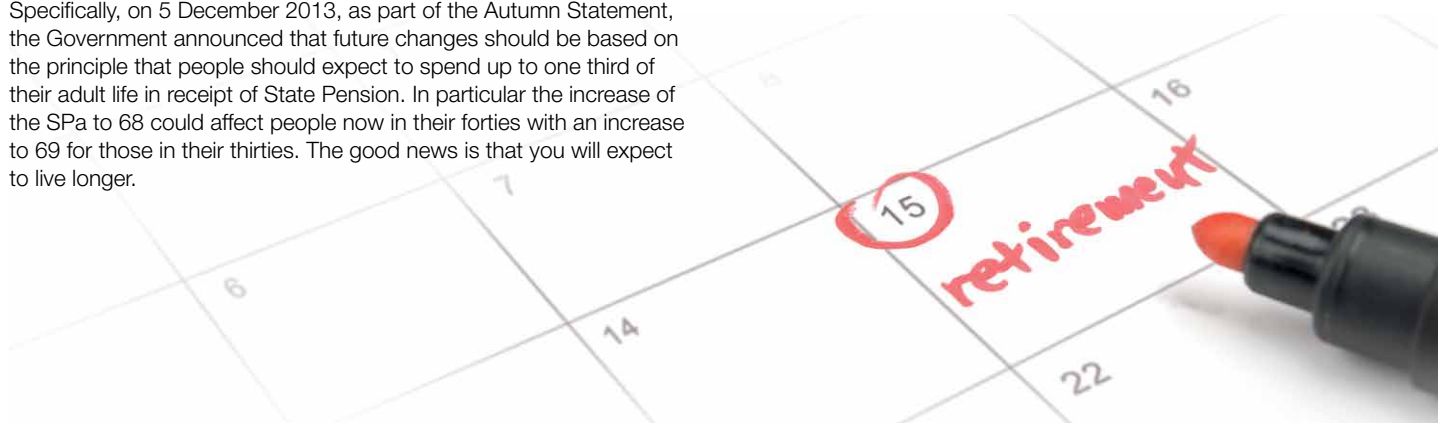 Specifically, on 5 December 2013, as part of the Autumn Statement,
the Government announced that future changes should be based on
the principle that people should expect to spend up to one third of
their adult life in receipt of State Pension. In particular the increase of
the SPa to 68 could affect people now in their forties with an increase
to 69 for those in their thirties. The good news is that you will expect
to live longer.
16
7
15
retirement
6
14
22